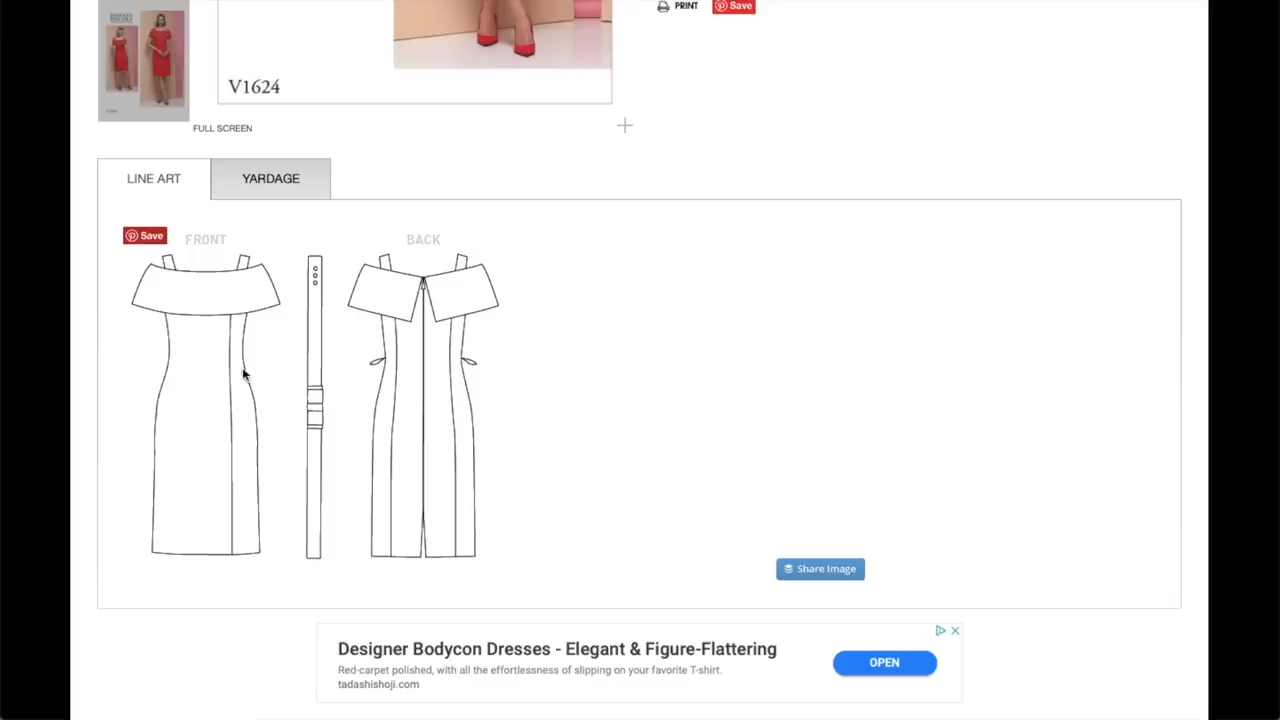 PRINT
Save
V1624
FULL SCREEN
LINE ART
YARDAGE
Save
FRONT
BACK
Share Image
Designer Bodycon Dresses - Elegant & Figure-Flattering
Red-carpet polished, with all the effortlessness of slipping on your favorite T-shirt.
tadashishoji.com
OPEN